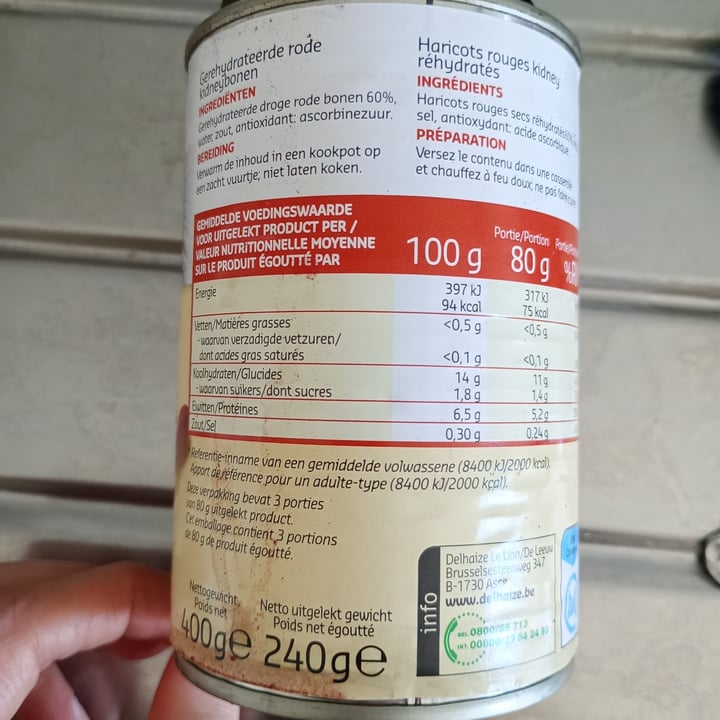 Gerehydrateerde rode
kidneybonen
INGREDIËNTEN
Gerehydrateerde droge rode bonen 60%,
water, zout, antioxidant: ascorbinezuur.
BEREIDING
Verwarm de inhoud in een kookpot op
een zacht vuurtje; niet laten koken.
Haricots rouges kidney
réhydratés
INGRÉDIENTS
Haricots rouges secs réhydratés
sel, antioxydant: acide ascorbique.
PRÉPARATION
Versez le contenu dans une casserole
et chauffez à feu doux; ne pas faire
GEMIDDELDE VOEDINGSWAARDE
VOOR UITGELEKT PRODUCT PER /
VALEUR NUTRITIONNELLE MOYENNE
SUR LE PRODUIT ÉGOUTTÉ PAR
100 g
Portie/Portion
80 g
Energie 397 kJ 317 kJ
94 kcal 75 kcal
Vetten/Matières grasses <0,5 g <0,5 g
- waarvan verzadigde vetzuren/
dont acides gras saturés <0,1 g <0,1 g
Koolhydraten/Glucides 14 g 11 g
- waarvan suikers/dont sucres 1,8 g 1,4 g
Eiwitten/Protéines 6,5 g 5,2 g
Zout/Sel 0,30 g 0,24 g
Referentie-inname van een gemiddelde volwassene (8400 kJ/2000 kcal).
Apport de référence pour un adulte-type (8400 kJ/2000 kcal).
Deze verpakking bevat 3 porties
van 80 g uitgelekt product.
Cet emballage contient 3 portions
de 80 g de produit égoutté.
Nettogewicht
Poids net
400g e
Netto uitgelekt gewicht
Poids net égoutté
240g e
info
Delhaize Le Lion/De Leeuw
Brusselsesteenweg 347
B-1730 Asse
www.delhaize.be
BEL. 0800/95 713